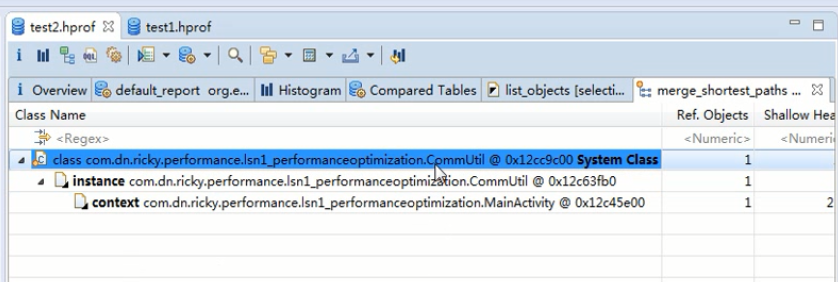 test2.hprof test1.hprof
i SQL
i Overview default_report org.e... Histogram Compared Tables list_objects [selecti... merge_shortest_paths ...
Class Name Ref. Objects Shallow Hea
<Regex> <Numeric> <Numeri
class com.dn.ricky.performance.lsn1_performanceoptimization.CommUtil @ 0x12cc9c00 System Class 1
instance com.dn.ricky.performance.lsn1_performanceoptimization.CommUtil @ 0x12c63fb0 1
context com.dn.ricky.performance.lsn1_performanceoptimization.MainActivity @ 0x12c45e00 1 2